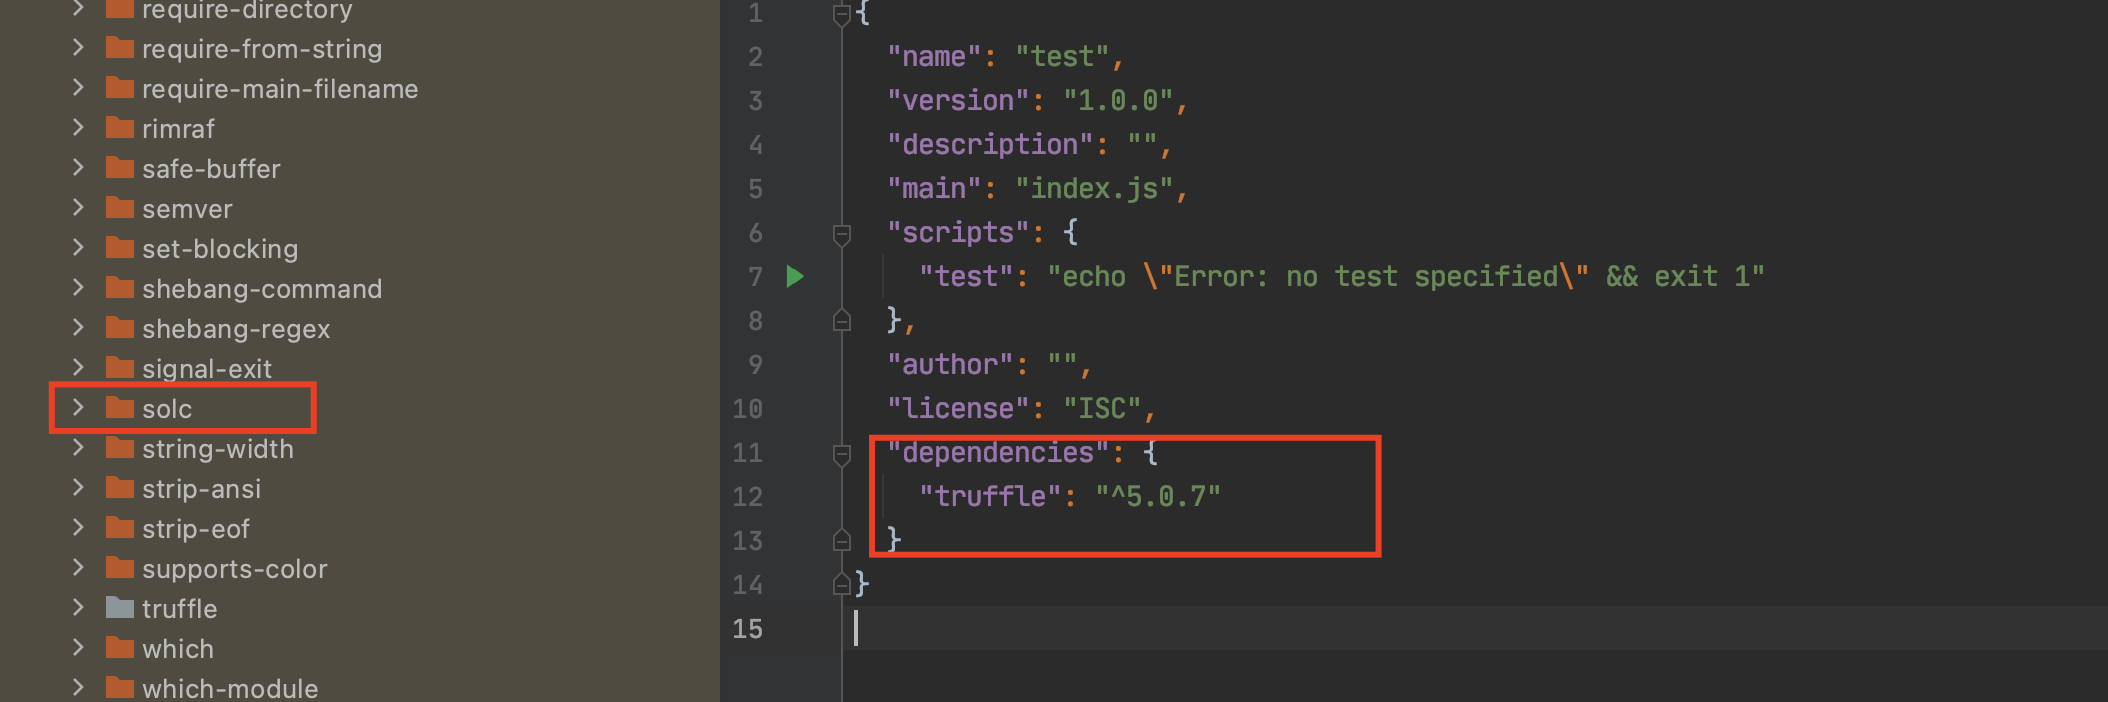 require-directory
require-from-string
require-main-filename
rimraf
safe-buffer
semver
set-blocking
shebang-command
shebang-regex
signal-exit
solc
string-width
strip-ansi
strip-eof
supports-color
truffle
which
which-module
1 {
2 "name": "test",
3 "version": "1.0.0",
4 "description": "",
5 "main": "index.js",
6 "scripts": {
7 "test": "echo \"Error: no test specified\" && exit 1"
8 },
9 "author": "",
10 "license": "ISC",
11 "dependencies": {
12 "truffle": "^5.0.7"
13 }
14 }
15